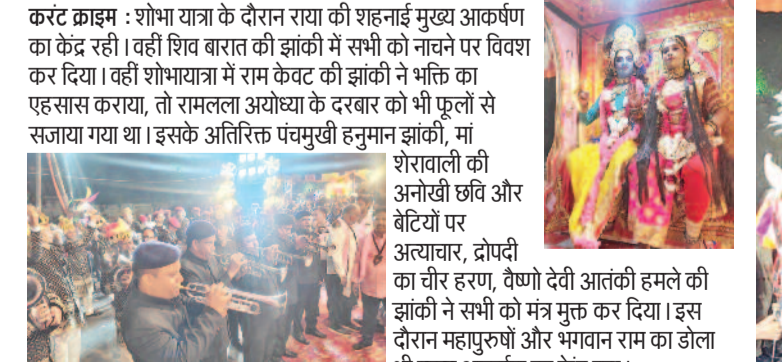 करंट क्राइम : शोभा यात्रा के दौरान राया की शहनाई मुख्य आकर्षण
का केंद्र रही। वहीं शिव बारात की झांकी में सभी को नाचने पर विवश
कर दिया। वहीं शोभायात्रा में राम केवट की झांकी ने भक्ति का
एहसास कराया, तो रामलला अयोध्या के दरबार को भी फूलों से
सजाया गया था। इसके अतिरिक्त पंचमुखी हनुमान झांकी, मां
शेरावाली की
अनोखी छवि और
बेटियों पर
अत्याचार, द्रोपदी
का चीर हरण, वैष्णो देवी आतंकी हमले की
झांकी ने सभी को मंत्र मुक्त कर दिया। इस
दौरान महापुरुषों और भगवान राम का डोला